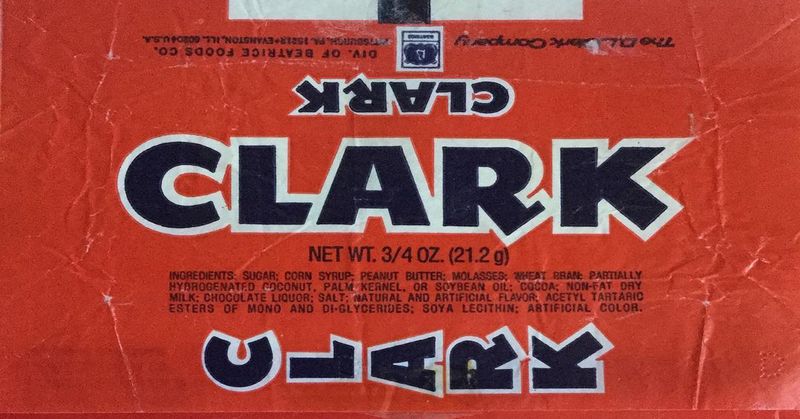 The D.L. Clark Company
DIV. OF BEATRICE FOODS CO.
PITTSBURGH, PA. 15212 • EVANSTON, ILL. 60204 U.S.A.
CLARK
CLARK
NET WT. 3/4 OZ. (21.2 g)
INGREDIENTS: SUGAR; CORN SYRUP; PEANUT BUTTER; MOLASSES; WHEAT BRAN; PARTIALLY
HYDROGENATED COCONUT, PALM KERNEL, OR SOYBEAN OIL; COCOA; NON-FAT DRY
MILK; CHOCOLATE LIQUOR; SALT; NATURAL AND ARTIFICIAL FLAVOR; ACETYL TARTARIC
ESTERS OF MONO AND DI-GLYCERIDES; SOYA LECITHIN; ARTIFICIAL COLOR.
CLARK